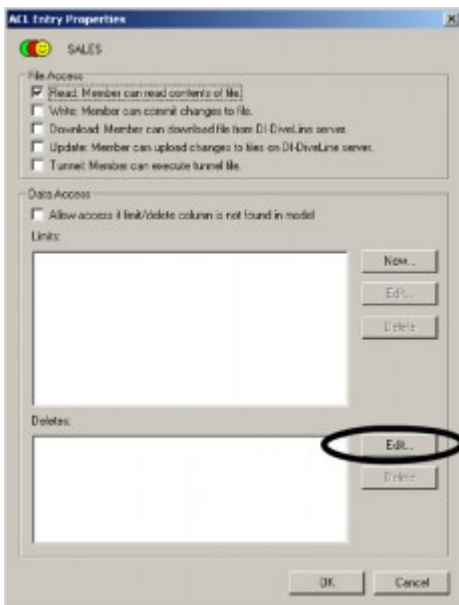 ACL Entry Properties
SALES
File Access
Read: Member can read contents of file.
Write: Member can commit changes to file.
Download: Member can download file from DI-DiveLine server.
Update: Member can upload changes to files on DI-DiveLine server.
Tunnel: Member can execute tunnel file.
Data Access
Allow access if limit/delete column is not found in model
Limits:
New...
Edit...
Delete
Deletes:
Edit...
Delete
OK
Cancel